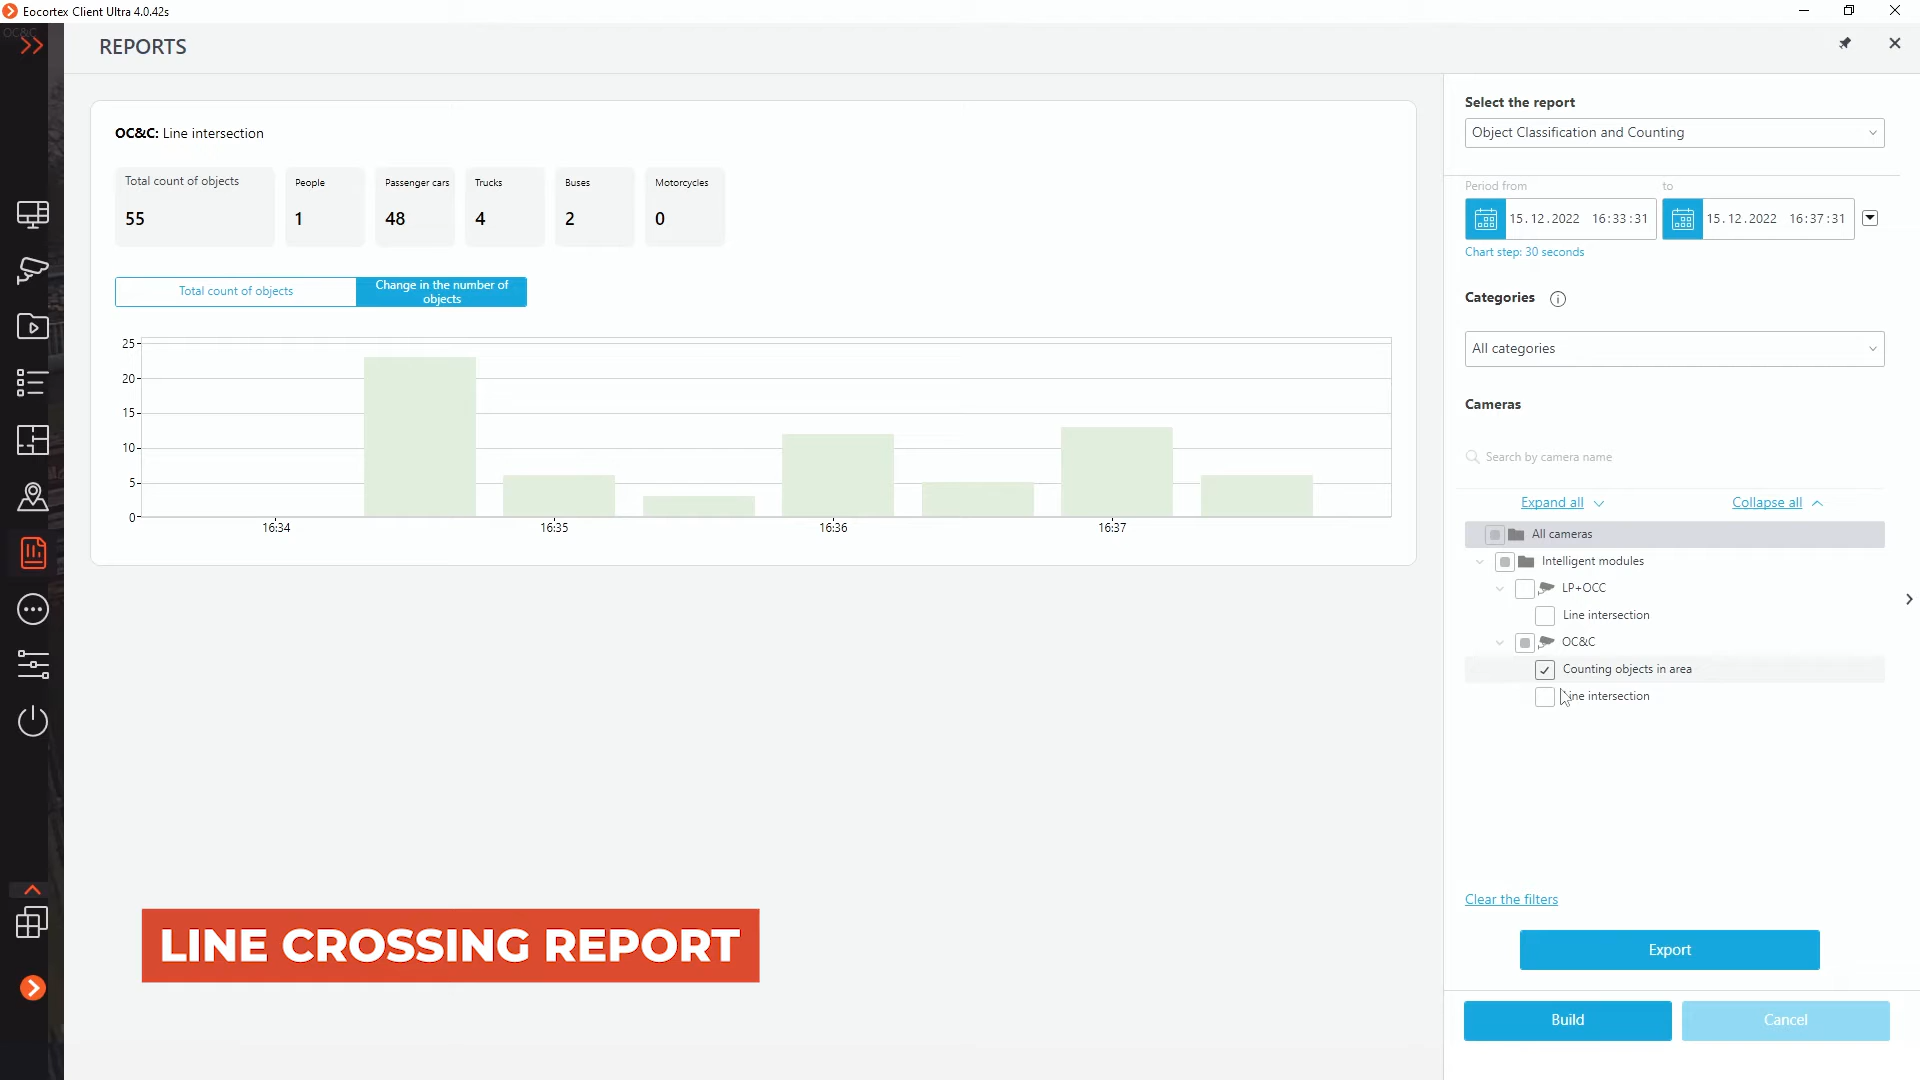 Eocortex Client Ultra 4.0.42s
OC&C
REPORTS
OC&C: Line intersection
Total count of objects
55
People
1
Passenger cars
48
Trucks
4
Buses
2
Motorcycles
0
Total count of objects
Change in the number of
objects
25
20
15
10
5
0
16:34
16:35
16:36
16:37
LINE CROSSING REPORT
Select the report
Object Classification and Counting
Period from
to
15.12.2022 16:33:31
15.12.2022 16:37:31
Chart step: 30 seconds
Categories
All categories
Cameras
Search by camera name
Expand all
Collapse all
All cameras
Intelligent modules
LP+OCC
Line intersection
OC&C
Counting objects in area
Line intersection
Clear the filters
Export
Build
Cancel